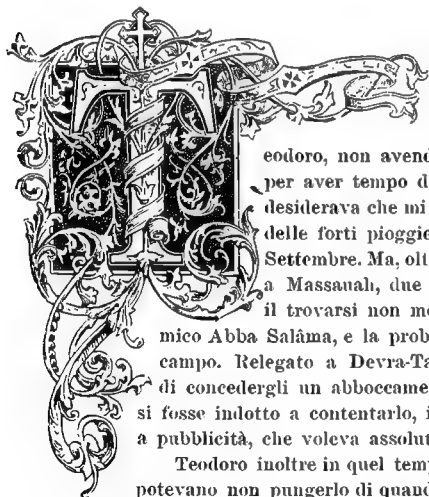 Teodoro, non avend
per aver tempo d
desiderava che mi
delle forti pioggie
Settembre. Ma, olt
a Massauah, due
il trovarsi non me
mico Abba Salâma, e la prob
campo. Relegato a Devra-Ta
di concedergli un abboccame
si fosse indotto a contentarlo, i
a pubblicità, che voleva assolut
Teodoro inoltre in quel temp
potevano non pungerlo di quand